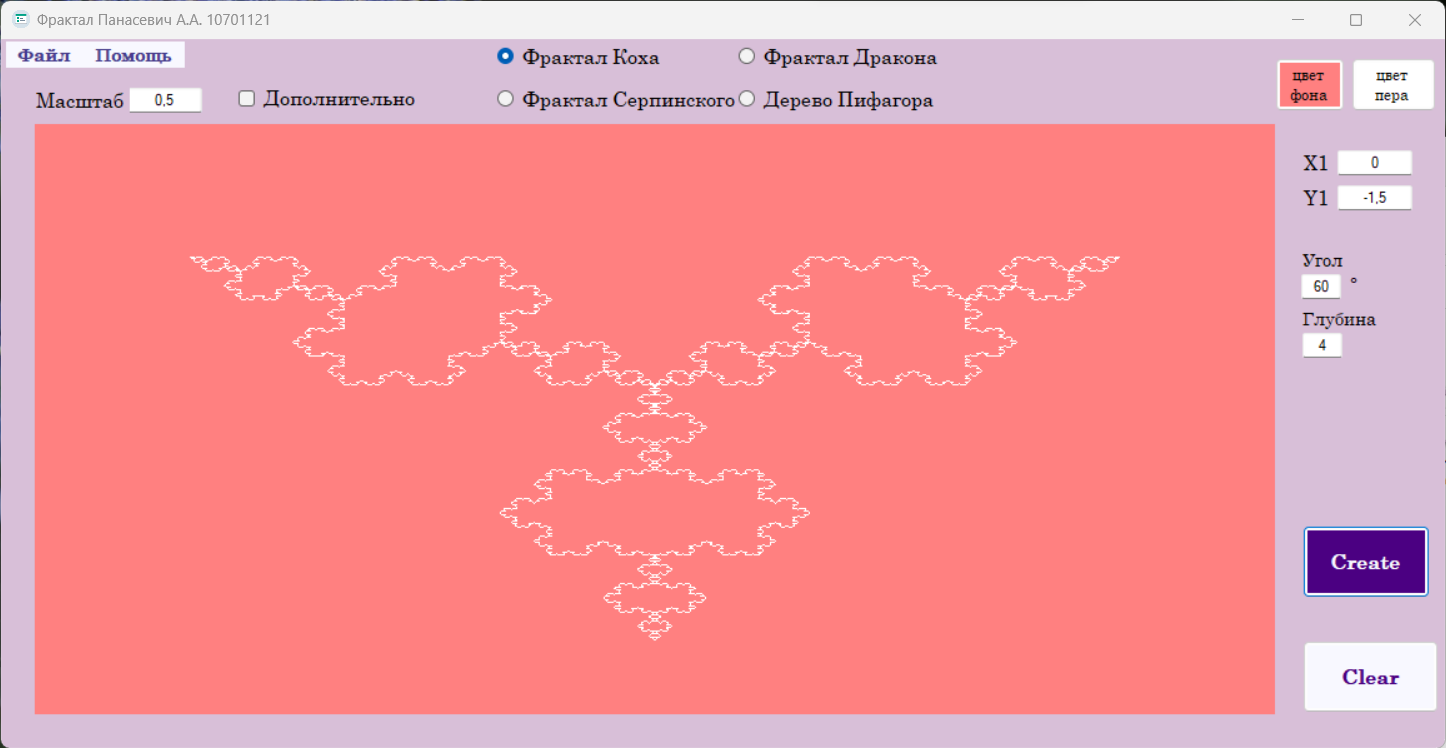 Фрактал Панасевич А.А. 10701121
Файл Помощь
Фрактал Коха Фрактал Дракона
Масштаб 0,5 Дополнительно Фрактал Серпинского Дерево Пифагора
цвет
фона
цвет
пера
X1 0
Y1 -1,5
Угол
60 °
Глубина
4
Create
Clear